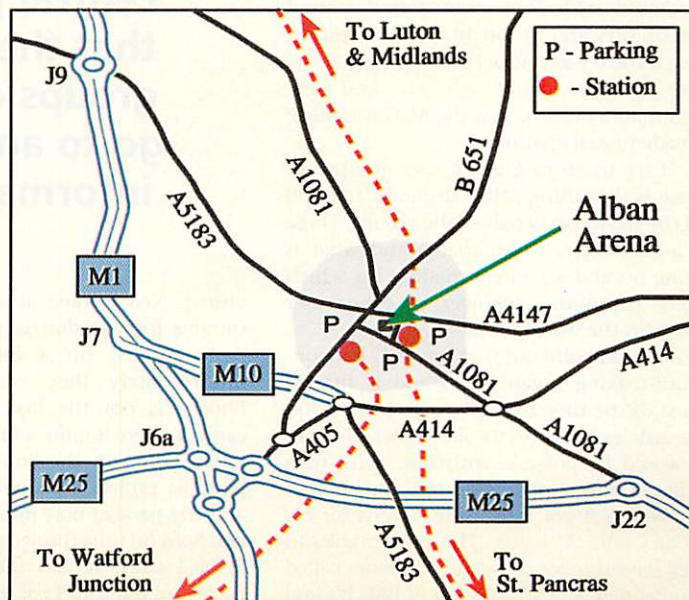 J9
To Luton
& Midlands
P - Parking
- Station
A1081
B 651
A5183
Alban
Arena
M1
J7
P
P
P
A4147
A414
M10
A1081
J6a
A405
A414
A1081
M25
M25
J22
A5183
To Watford
Junction
To
St. Pancras